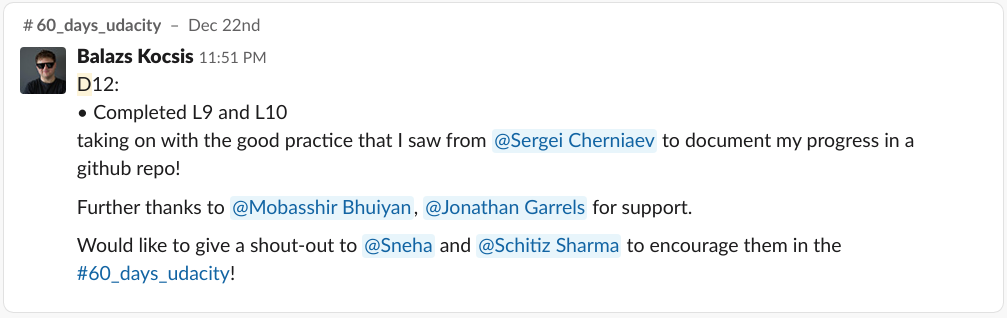 # 60_days_udacity – Dec 22nd
Balazs Kocsis 11:51 PM
D12:
• Completed L9 and L10
taking on with the good practice that I saw from @Sergei Cherniaev to document my progress in a
github repo!
Further thanks to @Mobasshir Bhuiyan, @Jonathan Garrels for support.
Would like to give a shout-out to @Sneha and @Schitiz Sharma to encourage them in the
#60_days_udacity!